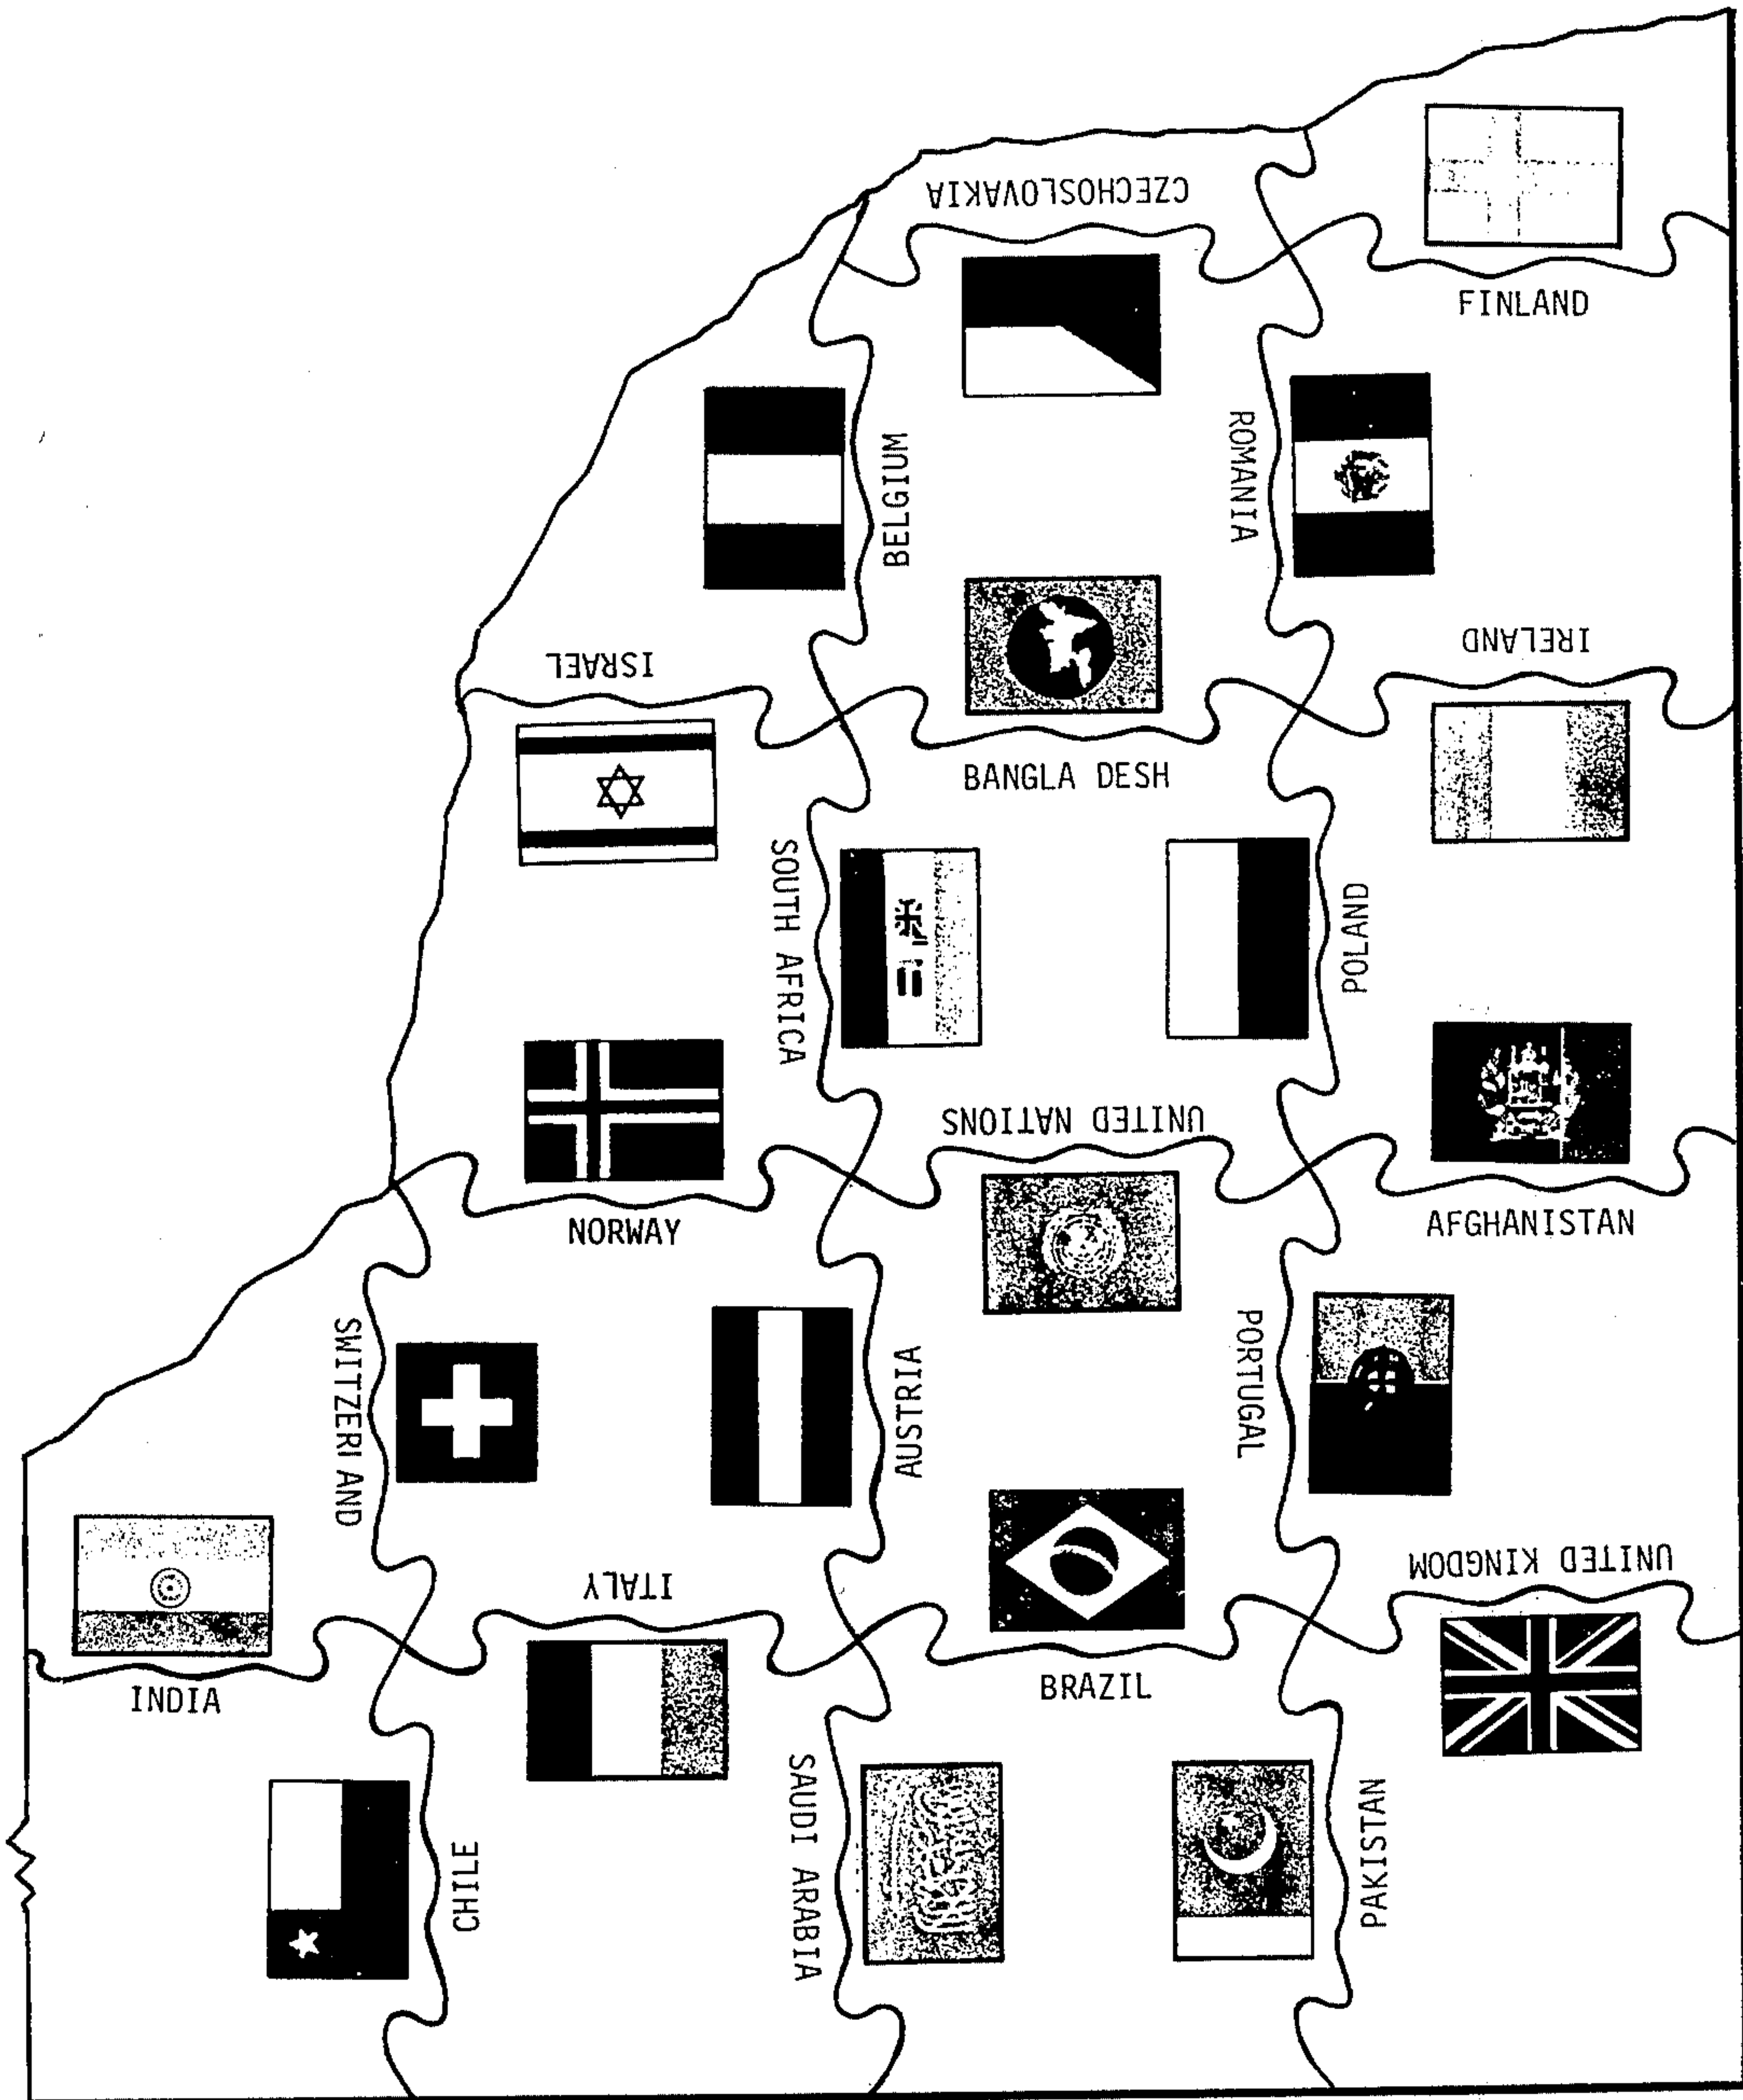 CZECHOSLOVAKIA
FINLAND
BELGIUM
ROMANIA
IRELAND
ISRAEL
BANGLA DESH
SOUTH AFRICA
POLAND
UNITED NATIONS
NORWAY
AFGHANISTAN
SWITZERLAND
AUSTRIA
PORTUGAL
UNITED KINGDOM
ITALY
INDIA
BRAZIL
CHILE
SAUDI ARABIA
PAKISTAN